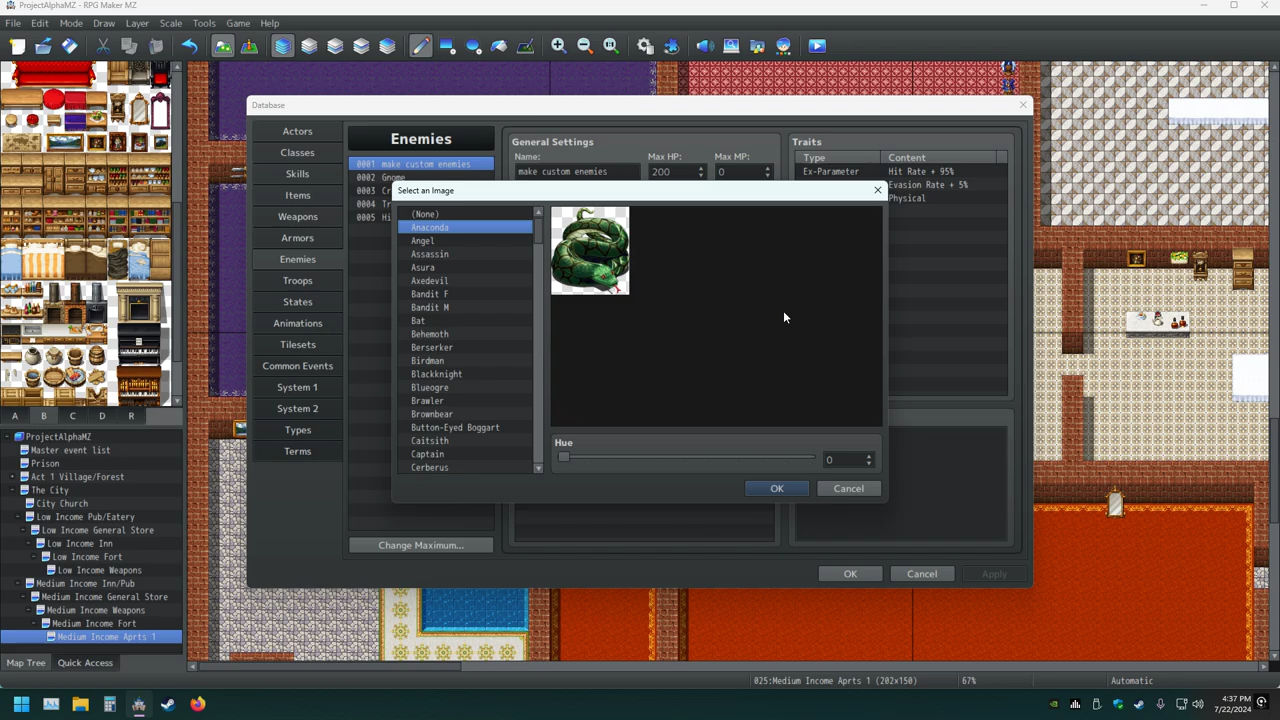 ProjectAlphaMZ - RPG Maker MZ
File Edit Mode Draw Layer Scale Tools Game Help
Database
Actors
Classes
Skills
Items
Weapons
Armors
Enemies
Troops
States
Animations
Tilesets
Common Events
System 1
System 2
Types
Terms
Enemies
0001 make custom enemies
0002 Gnome
0003 Cr
0004 Tr
0005 Hi
Change Maximum...
General Settings
Name: Max HP: Max MP:
make custom enemies 200 0
Traits
Type Content
Ex-Parameter Hit Rate + 95%
Evasion Rate + 5%
Physical
Select an Image
(None)
Anaconda
Angel
Assassin
Asura
Axedevil
Bandit F
Bandit M
Bat
Behemoth
Berserker
Birdman
Blackknight
Blueogre
Brawler
Brownbear
Button-Eyed Boggart
Caitsith
Captain
Cerberus
Hue
0
OK Cancel
OK Cancel Apply
A B C D R
ProjectAlphaMZ
Master event list
Prison
Act 1 Village/Forest
The City
City Church
Low Income Pub/Eatery
Low Income General Store
Low Income Inn
Low Income Fort
Low Income Weapons
Medium Income Inn/Pub
Medium Income General Store
Medium Income Weapons
Medium Income Fort
Medium Income Aprts 1
Map Tree Quick Access
025:Medium Income Aprts 1 (202x150) 67% Automatic
4:37 PM
7/22/2024